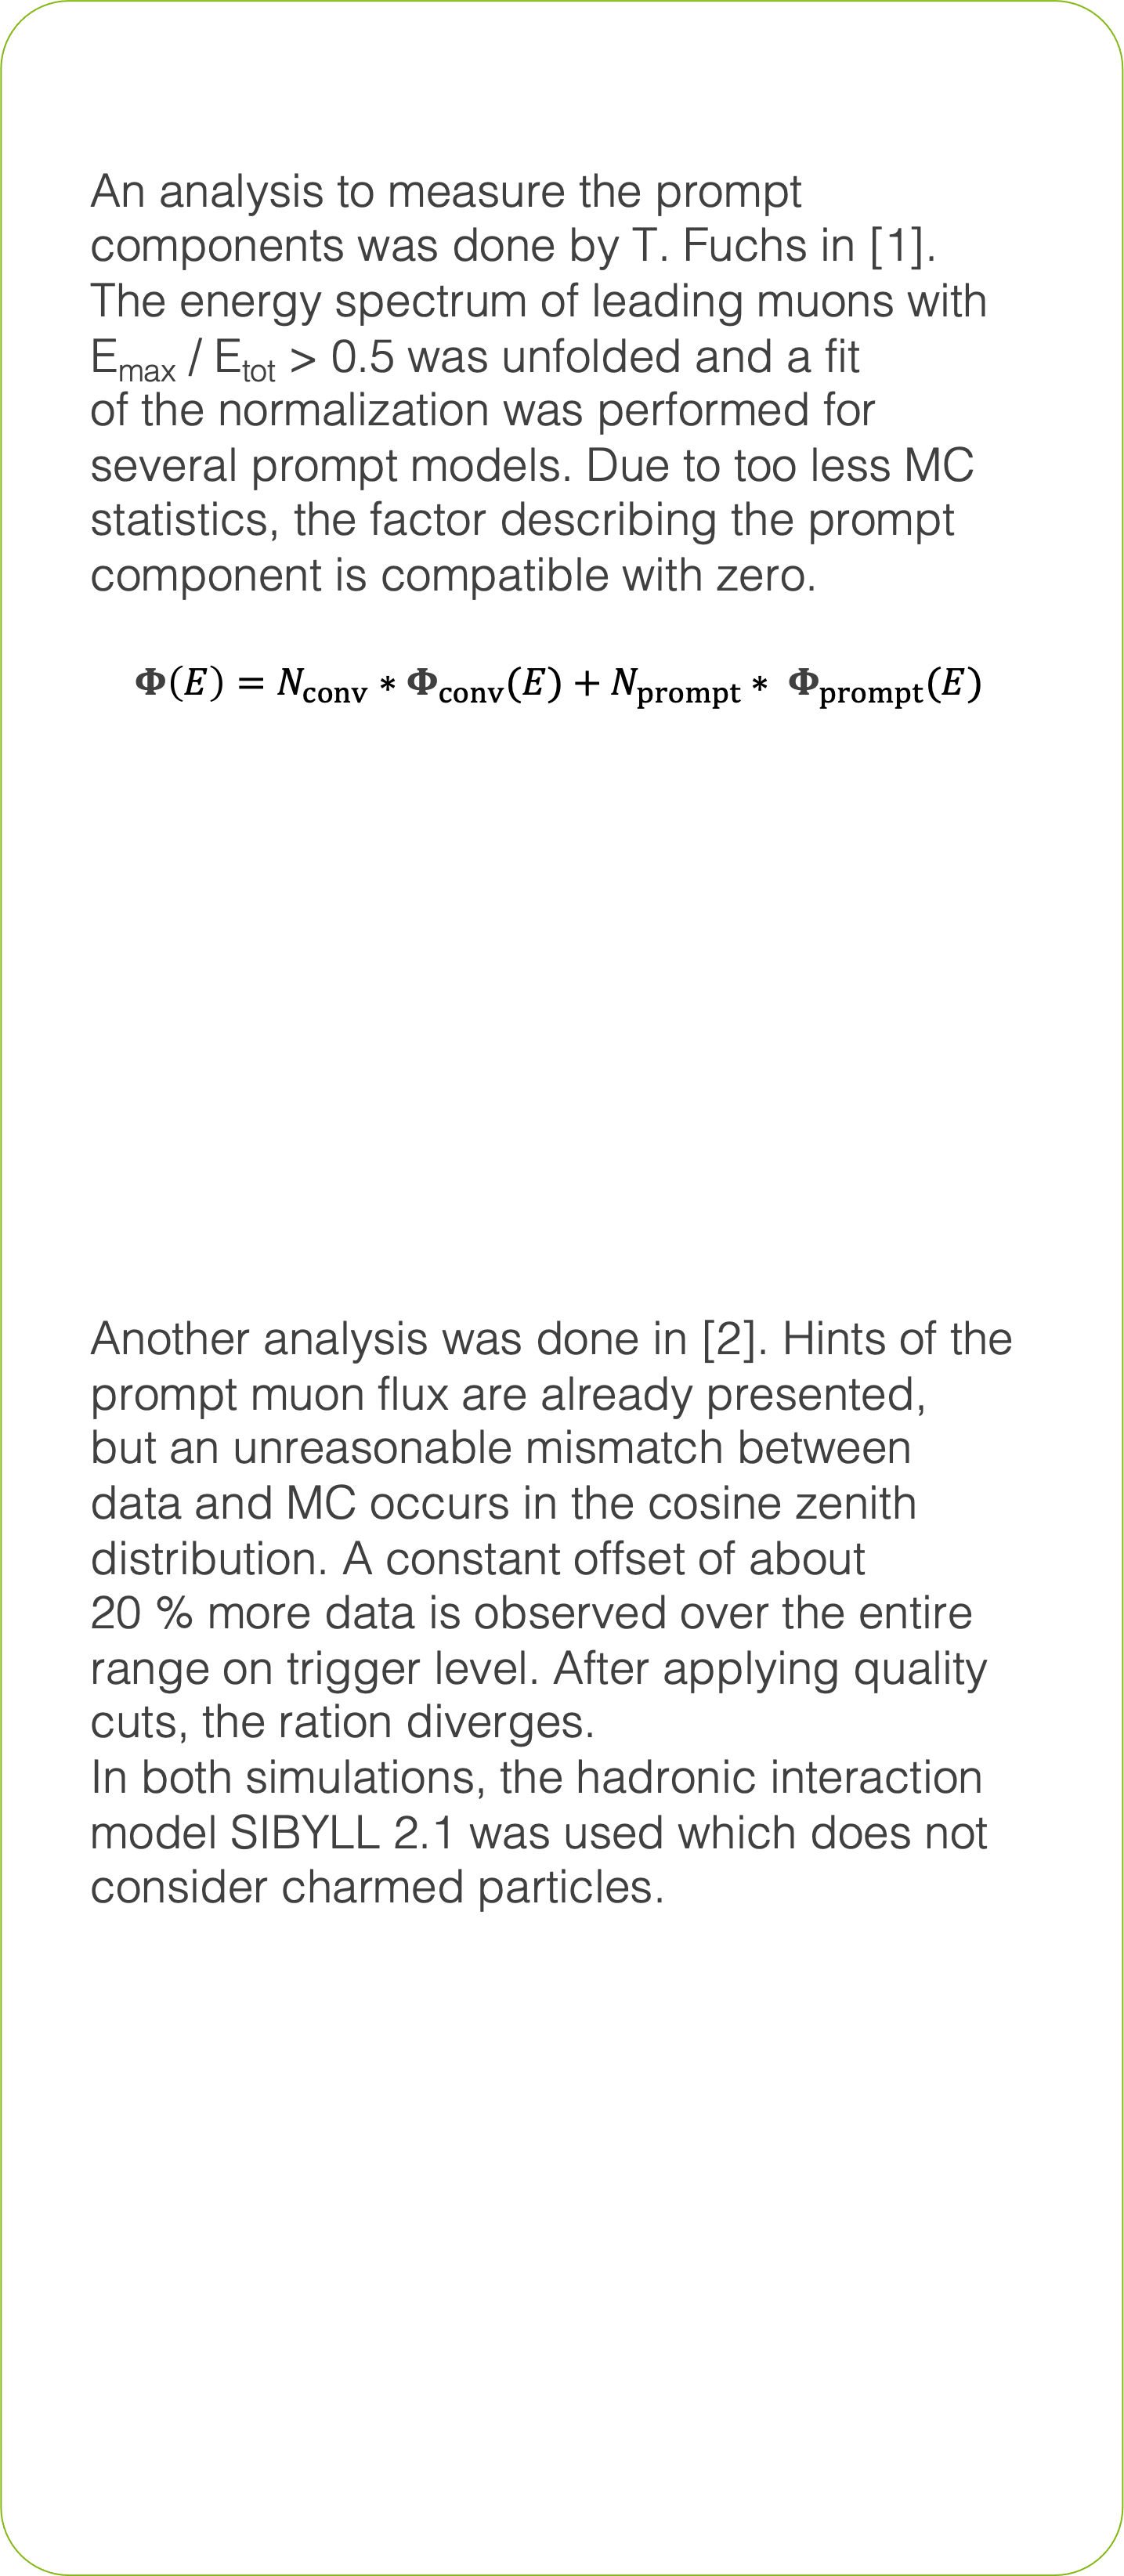 An analysis to measure the prompt
components was done by T. Fuchs in [1].
The energy spectrum of leading muons with
E_max / E_tot > 0.5 was unfolded and a fit
of the normalization was performed for
several prompt models. Due to too less MC
statistics, the factor describing the prompt
component is compatible with zero.
Φ(E) = N_conv * Φ_conv(E) + N_prompt * Φ_prompt(E)
Another analysis was done in [2]. Hints of the
prompt muon flux are already presented,
but an unreasonable mismatch between
data and MC occurs in the cosine zenith
distribution. A constant offset of about
20 % more data is observed over the entire
range on trigger level. After applying quality
cuts, the ration diverges.
In both simulations, the hadronic interaction
model SIBYLL 2.1 was used which does not
consider charmed particles.